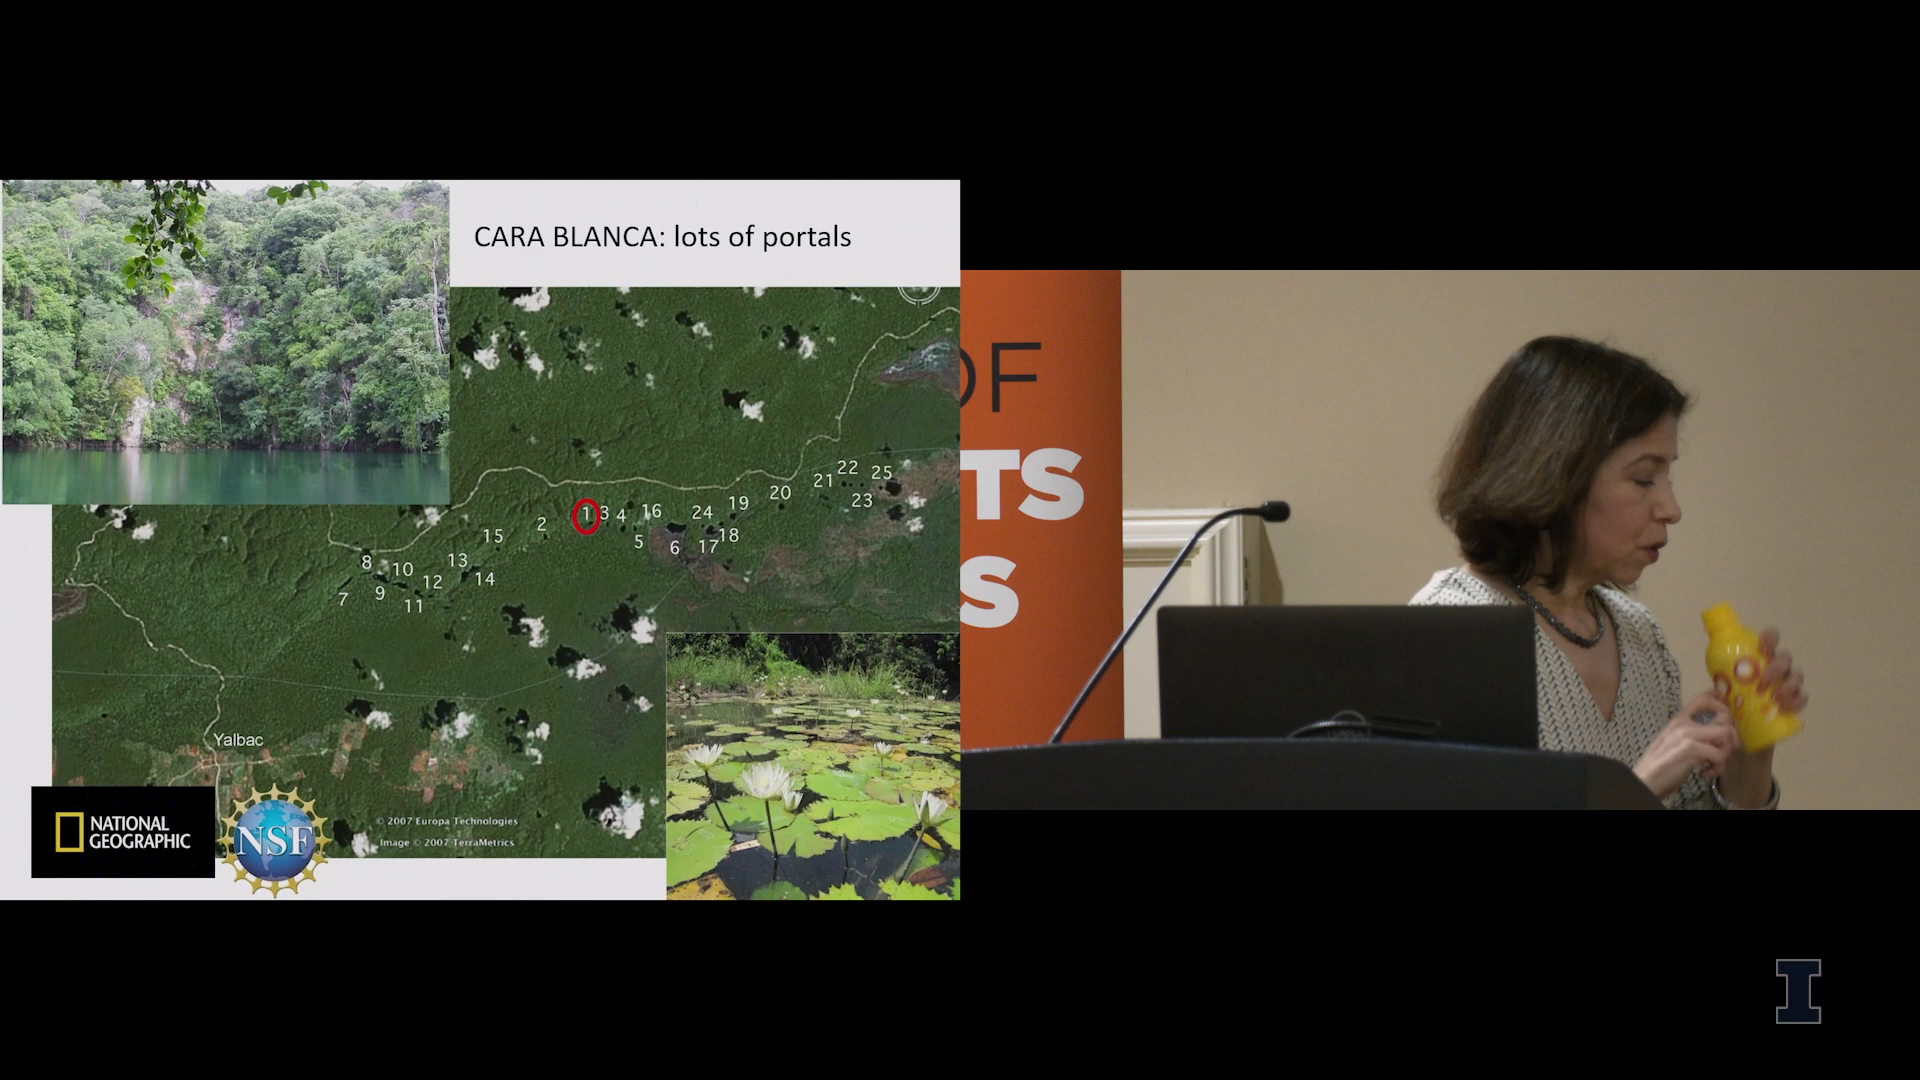 CARA BLANCA: lots of portals
22
25
21
20
23
19
24
16
1
3
4
2
18
5
17
6
15
13
8
10
14
12
9
7
11
Yalbac
© 2007 Europa Technologies
Image © 2007 TerraMetrics
NATIONAL
GEOGRAPHIC
NSF
OF
TS
S
I